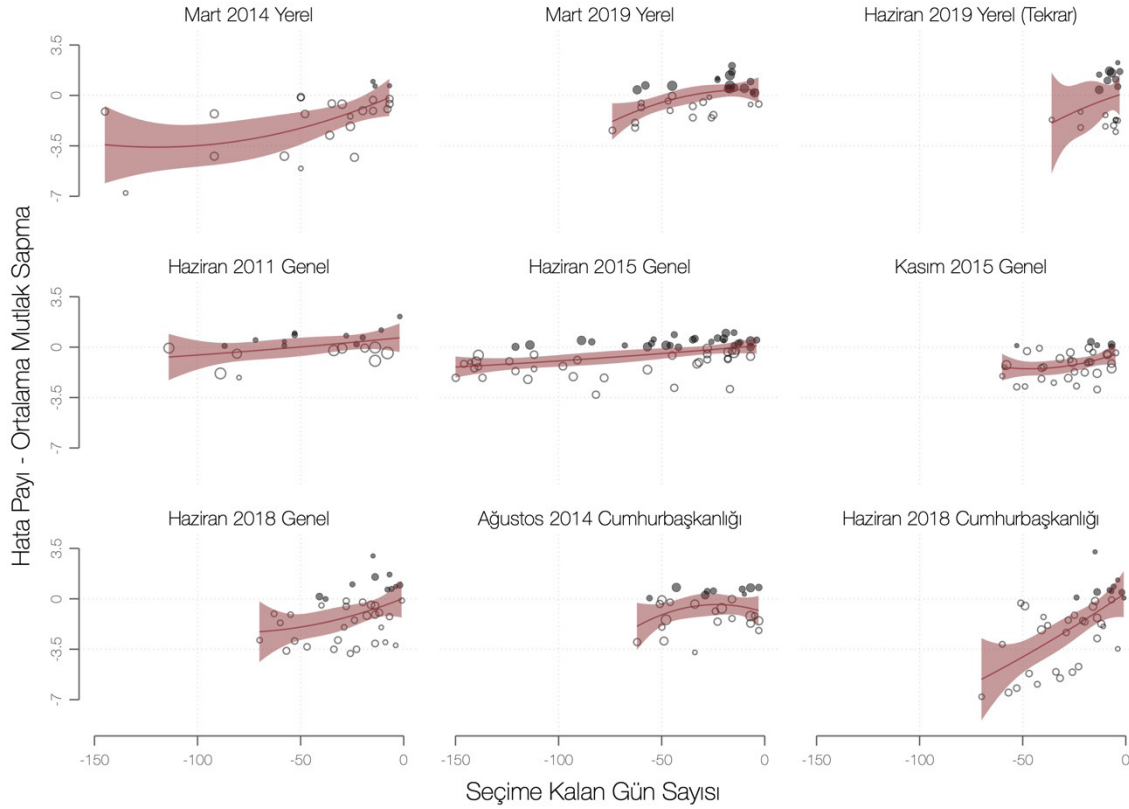 Mart 2014 Yerel
Mart 2019 Yerel
Haziran 2019 Yerel (Tekrar)
3.5
0
-3.5
-7
Haziran 2011 Genel
Haziran 2015 Genel
Kasım 2015 Genel
3.5
0
-3.5
-7
Hata Payı - Ortalama Mutlak Sapma
Haziran 2018 Genel
Ağustos 2014 Cumhurbaşkanlığı
Haziran 2018 Cumhurbaşkanlığı
3.5
0
-3.5
-7
-150 -100 -50 0
-150 -100 -50 0
-150 -100 -50 0
Seçime Kalan Gün Sayısı